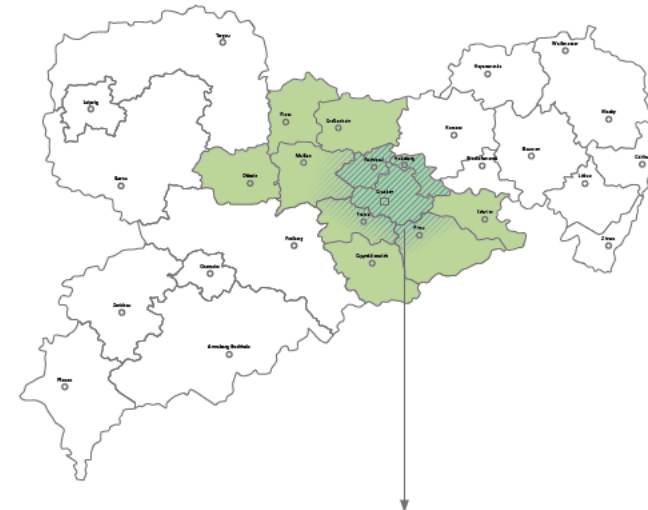 Torgau
Weißwasser
Hoyerswerda
Leipzig
Riesa
Großenhain
Niesky
Kamenz
Bautzen
Görlitz
Meißen
Radebeul
Radeberg
Bischofswerda
Löbau
Döbeln
Borna
Dresden
Freital
Pirna
Sebnitz
Zittau
Freiberg
Dippoldiswalde
Chemnitz
Zwickau
Annaberg-Buchholz
Plauen